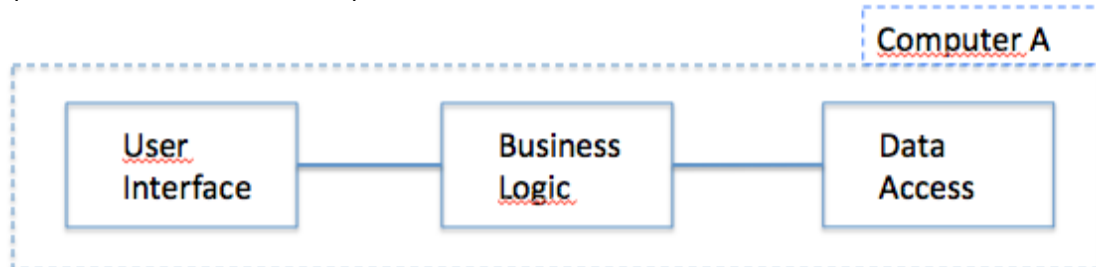 Computer A
User
Interface
Business
Logic
Data
Access